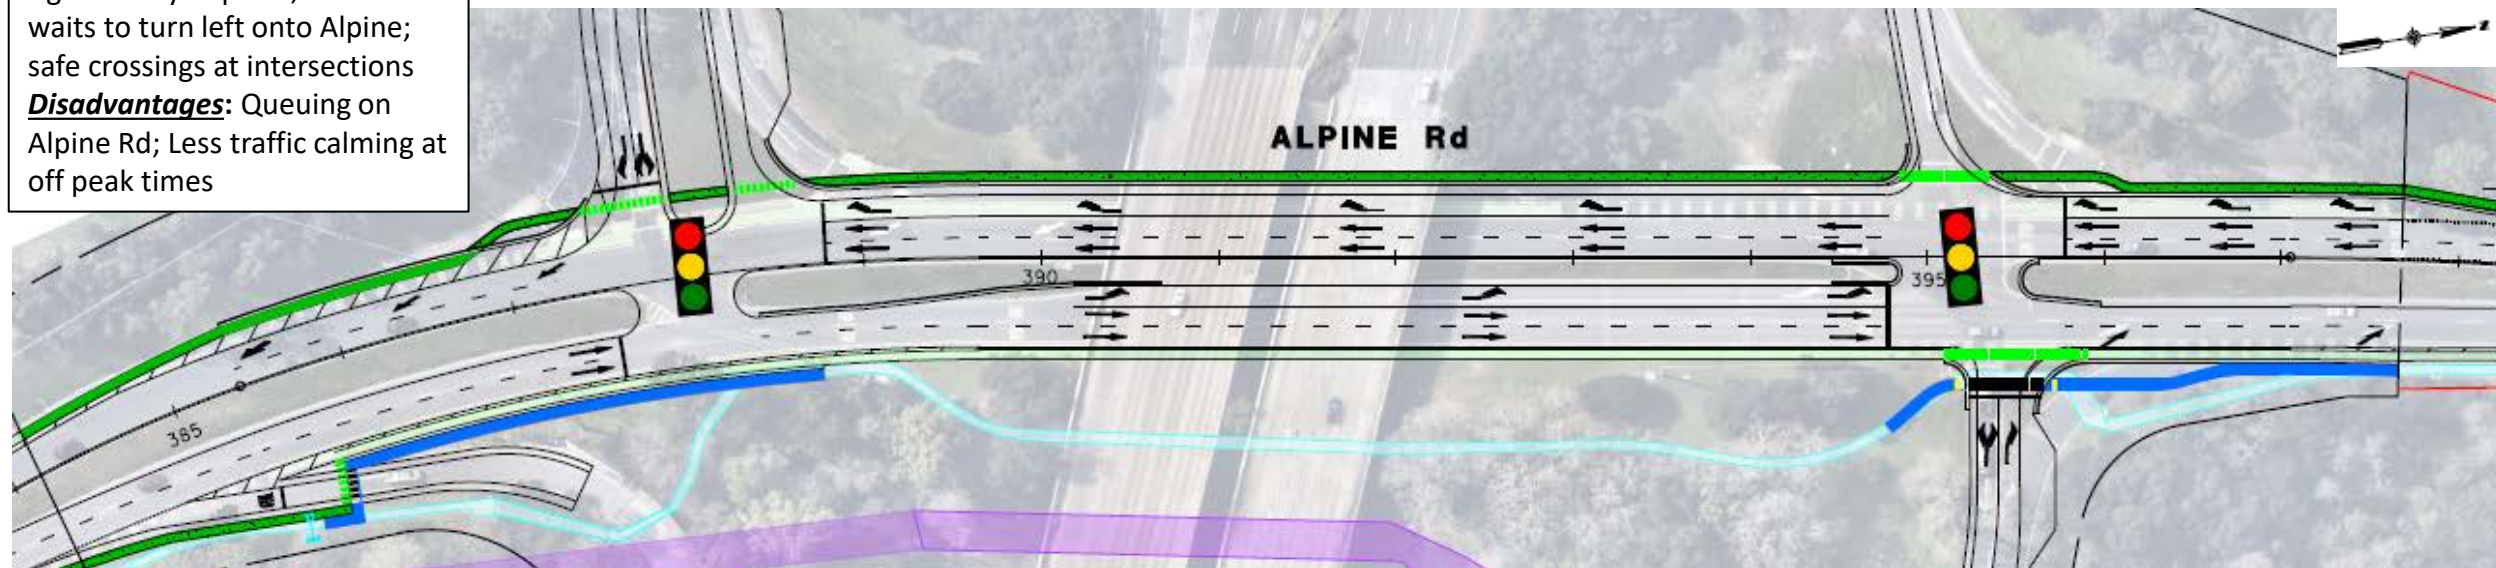 waits to turn left onto Alpine;
safe crossings at intersections
Disadvantages: Queuing on
Alpine Rd; Less traffic calming at
off peak times
ALPINE Rd
390
395
385